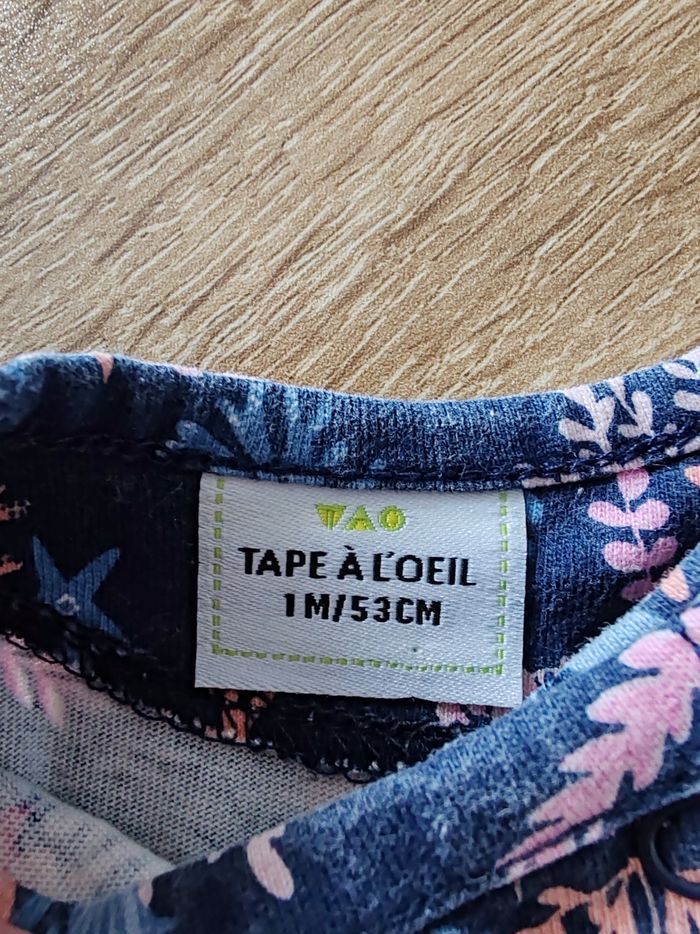 TAO
TAPE À L'OEIL
1M/53CM